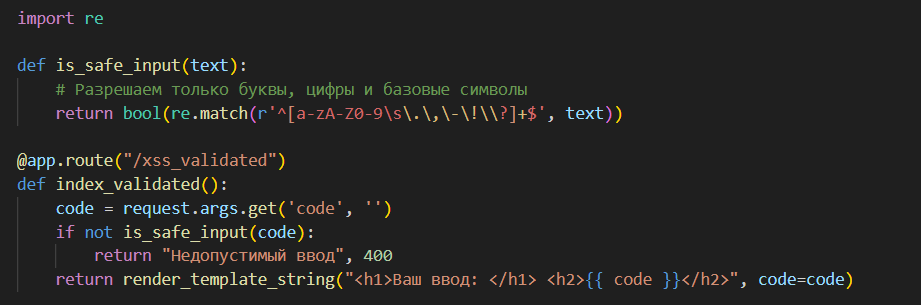 import re
def is_safe_input(text):
# Разрешаем только буквы, цифры и базовые символы
return bool(re.match(r'^[a-zA-Z0-9\s\.\,\-\!\\?]+$', text))
@app.route("/xss_validated")
def index_validated():
code = request.args.get('code', '')
if not is_safe_input(code):
return "Недопустимый ввод", 400
return render_template_string("<h1>Ваш ввод: </h1> <h2>{{ code }}</h2>", code=code)